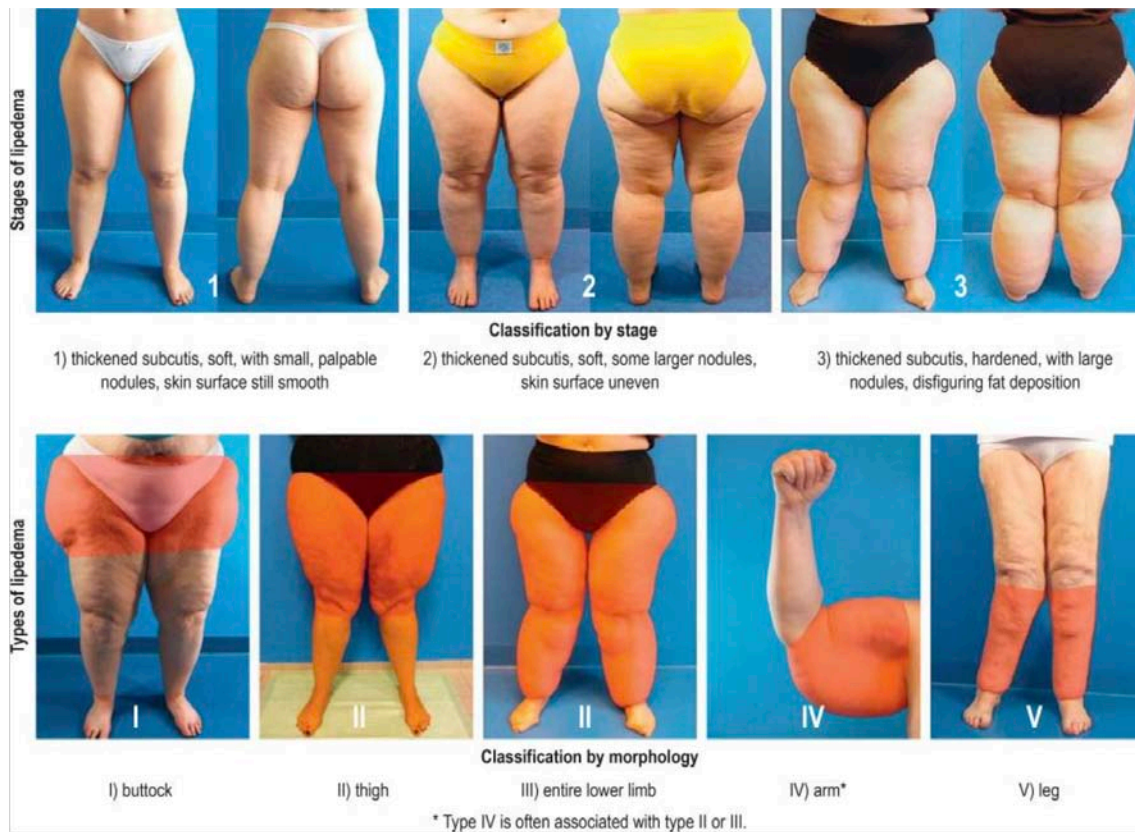 Stages of lipedema
1
2
3
Classification by stage
1) thickened subcutis, soft, with small, palpable
nodules, skin surface still smooth
2) thickened subcutis, soft, some larger nodules,
skin surface uneven
3) thickened subcutis, hardened, with large
nodules, disfiguring fat deposition
Types of lipedema
I
II
II
IV
V
Classification by morphology
I) buttock
II) thigh
III) entire lower limb
IV) arm*
V) leg
* Type IV is often associated with type II or III.